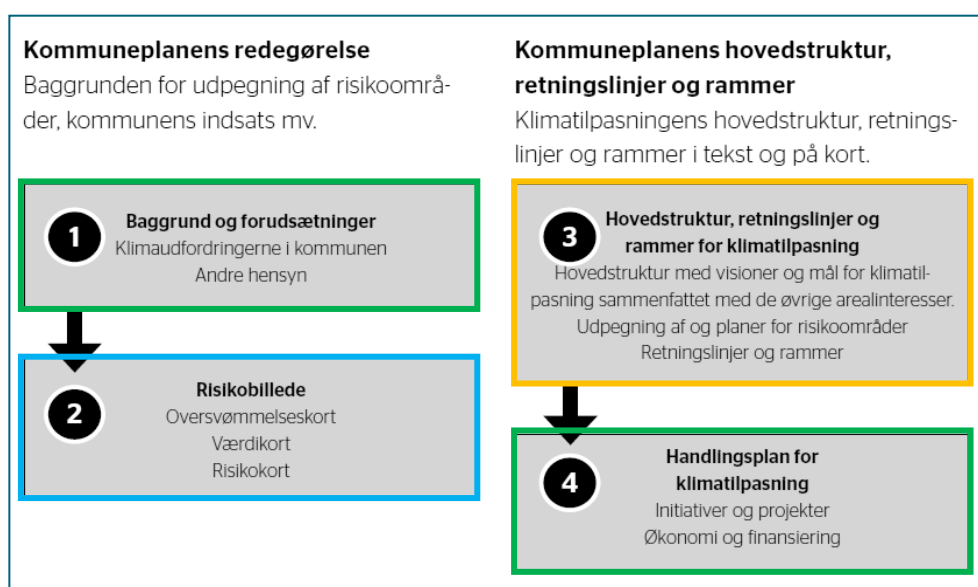 Kommuneplanens redegørelse
Baggrunden for udpegning af risikoområ-
der, kommunens indsats mv.
1
Baggrund og forudsætninger
Klimaudfordringerne i kommunen
Andre hensyn
2
Risikobillede
Oversvømmelseskort
Værdikort
Risikokort
Kommuneplanens hovedstruktur,
retningslinjer og rammer
Klimatilpasningens hovedstruktur, retnings-
linjer og rammer i tekst og på kort.
3
Hovedstruktur, retningslinjer og
rammer for klimatilpasning
Hovedstruktur med visioner og mål for klimatil-
pasning sammenfattet med de øvrige arealinteresser.
Udpegning af og planer for risikoområder
Retningslinjer og rammer
4
Handlingsplan for
klimatilpasning
Initiativer og projekter
Økonomi og finansiering